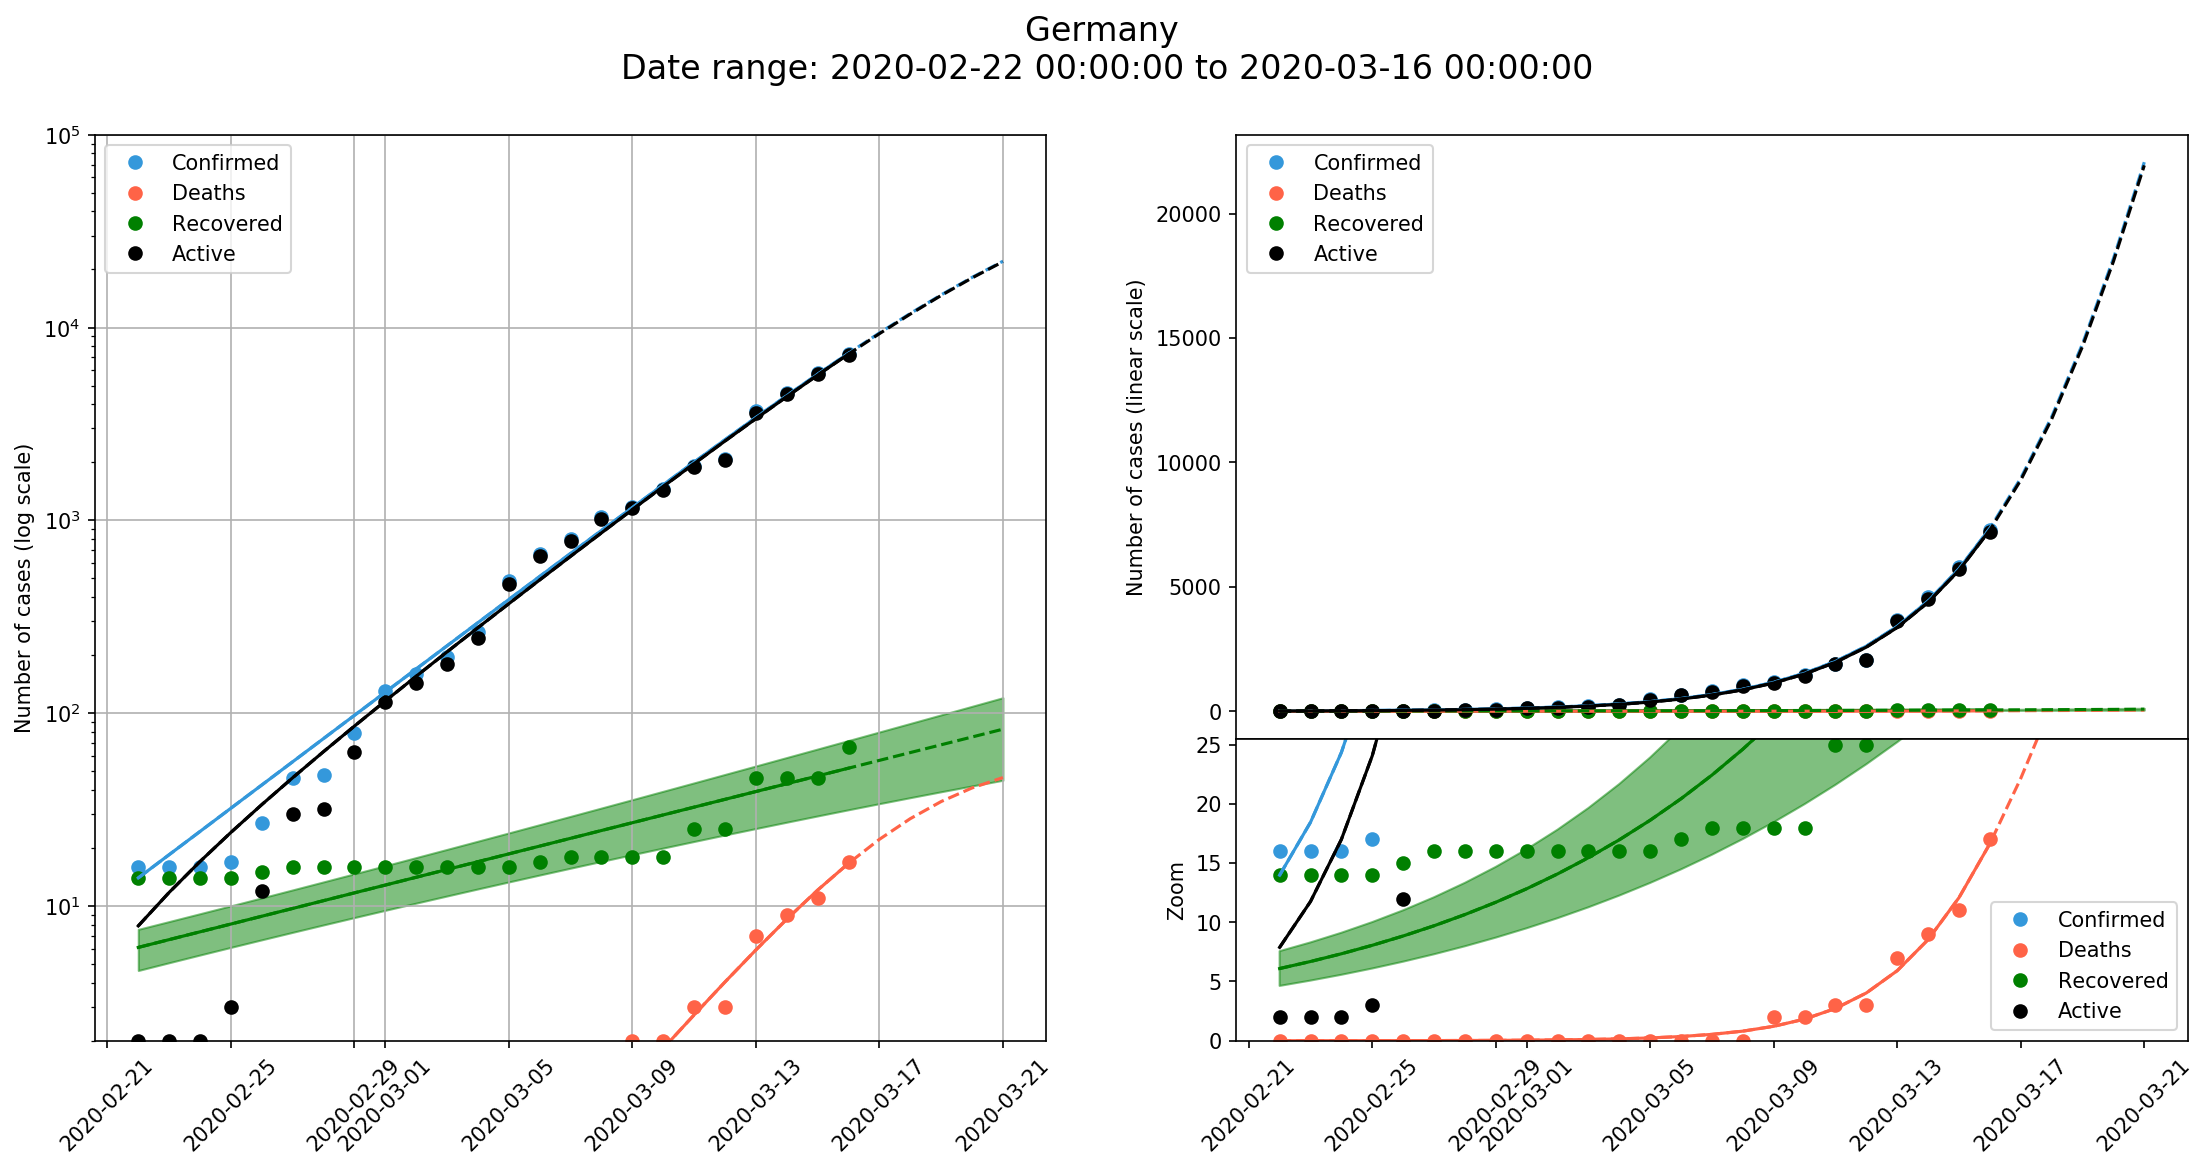 Germany
Date range: 2020-02-22 00:00:00 to 2020-03-16 00:00:00
Number of cases (log scale)
10^5
10^4
10^3
10^2
10^1
Confirmed
Deaths
Recovered
Active
2020-02-21
2020-02-25
2020-02-29
2020-03-01
2020-03-05
2020-03-09
2020-03-13
2020-03-17
2020-03-21
Number of cases (linear scale)
20000
15000
10000
5000
0
Confirmed
Deaths
Recovered
Active
Zoom
25
20
15
10
5
0
Confirmed
Deaths
Recovered
Active
2020-02-21
2020-02-25
2020-02-29
2020-03-01
2020-03-05
2020-03-09
2020-03-13
2020-03-17
2020-03-21